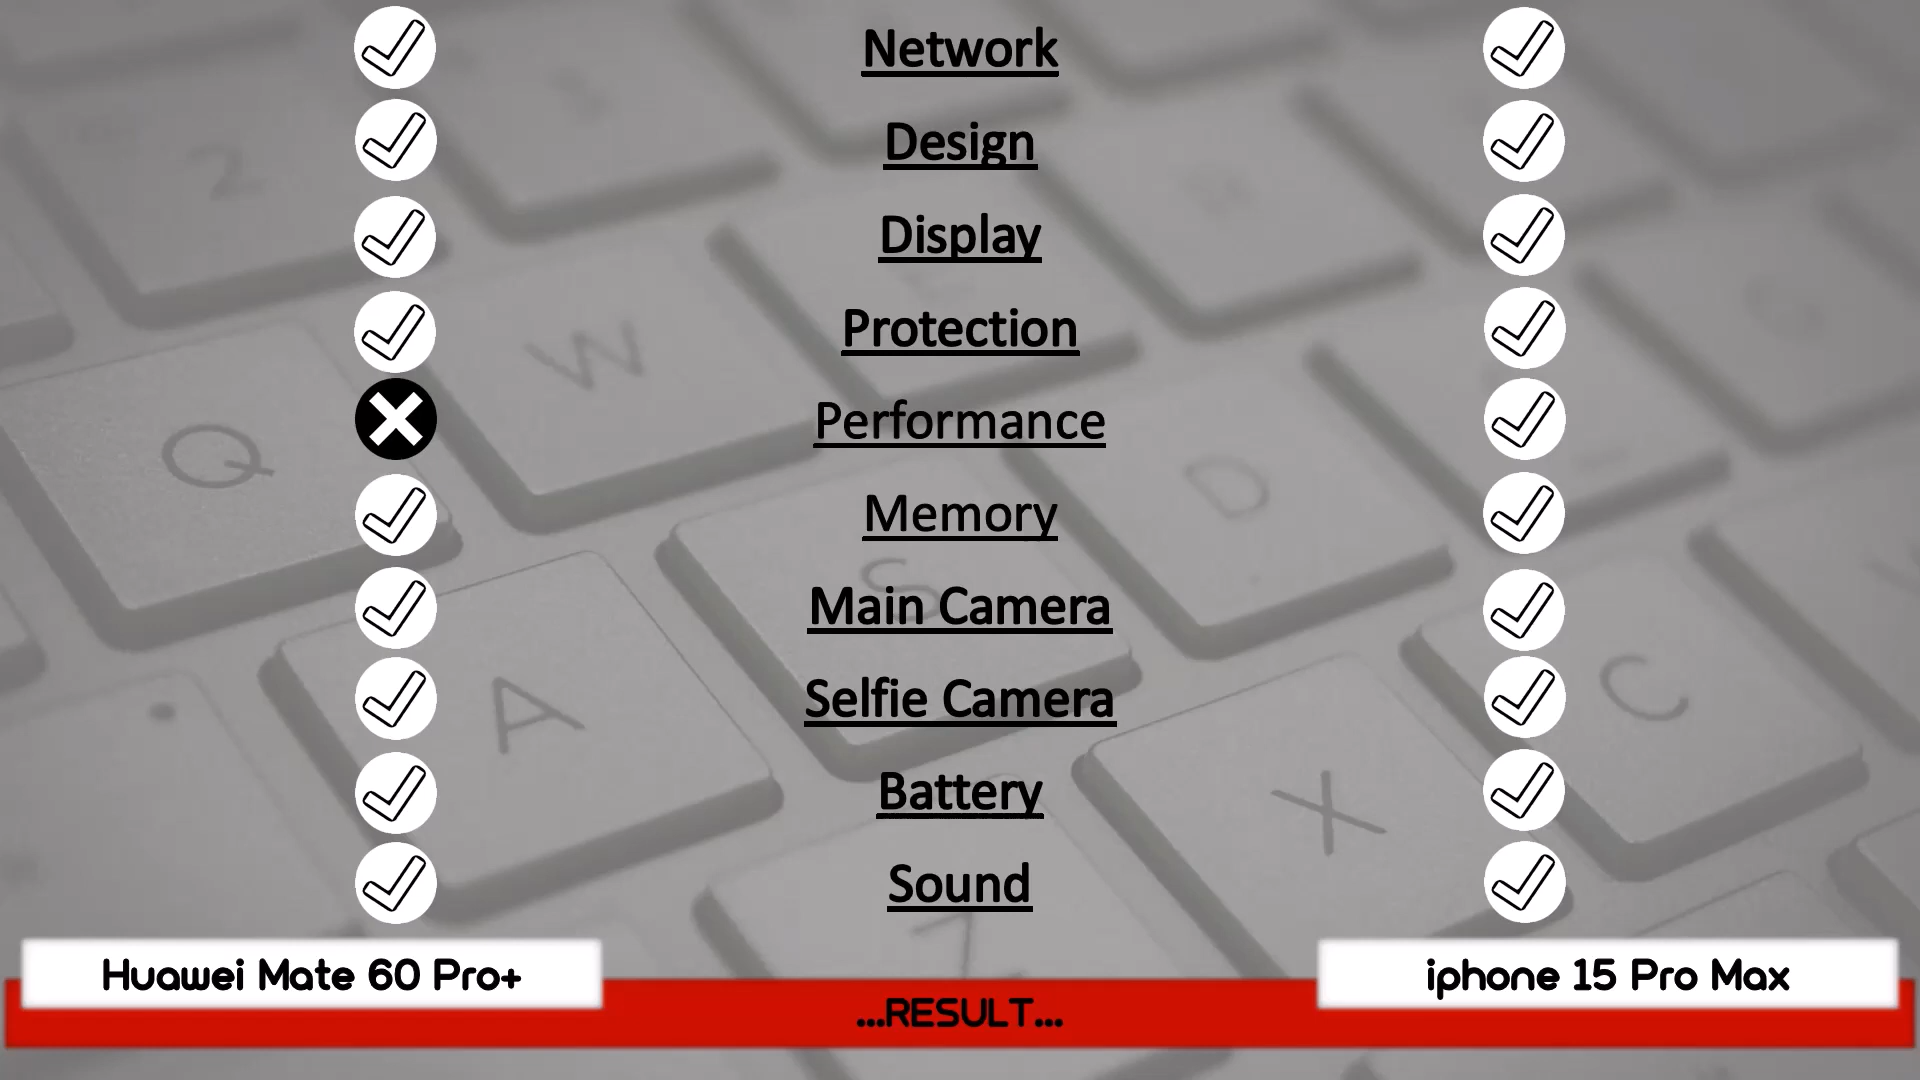 Network
Design
Display
Protection
Performance
Memory
Main Camera
Selfie Camera
Battery
Sound
Huawei Mate 60 Pro+
iphone 15 Pro Max
...RESULT...
2
W
Q
D
S
A
C
X
Z